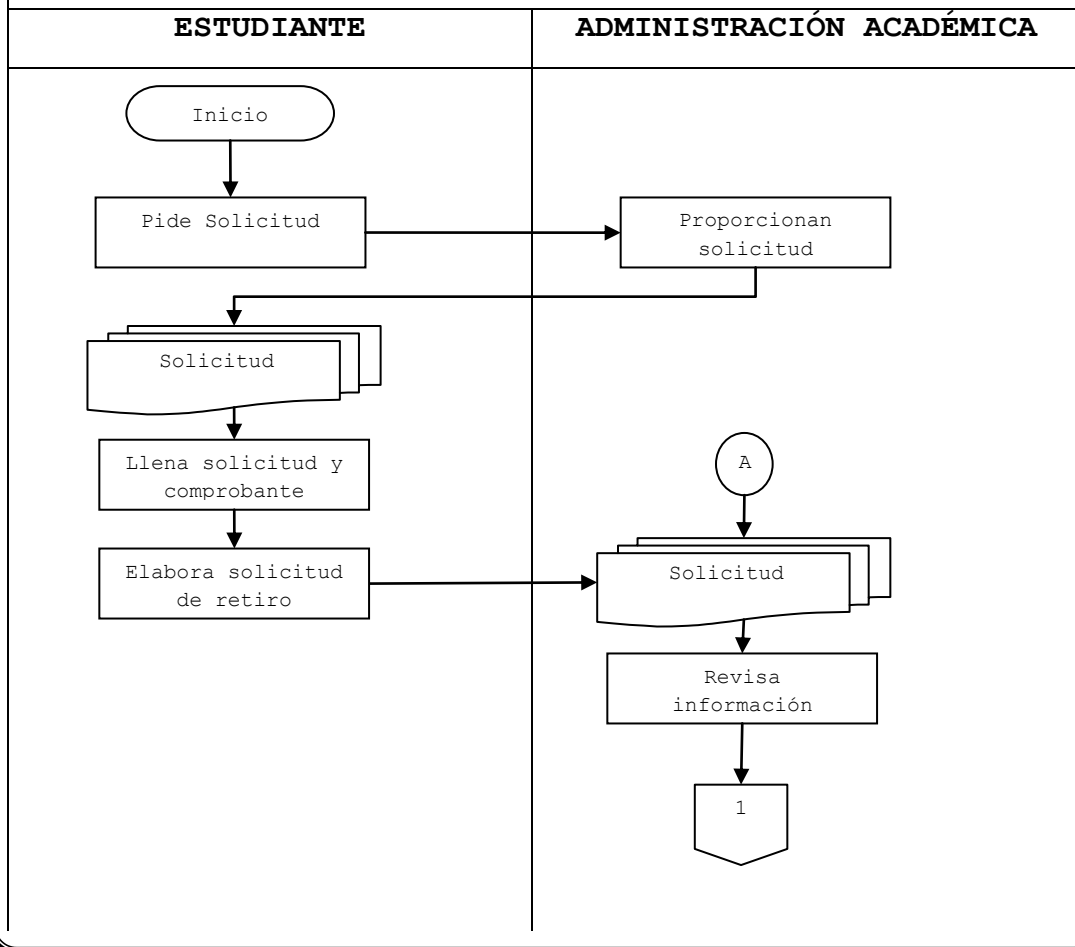 ESTUDIANTE
ADMINISTRACIÓN ACADÉMICA
Inicio
Pide Solicitud
Proporcionan
solicitud
Solicitud
Llena solicitud y
comprobante
A
Elabora solicitud
de retiro
Solicitud
Revisa
información
1